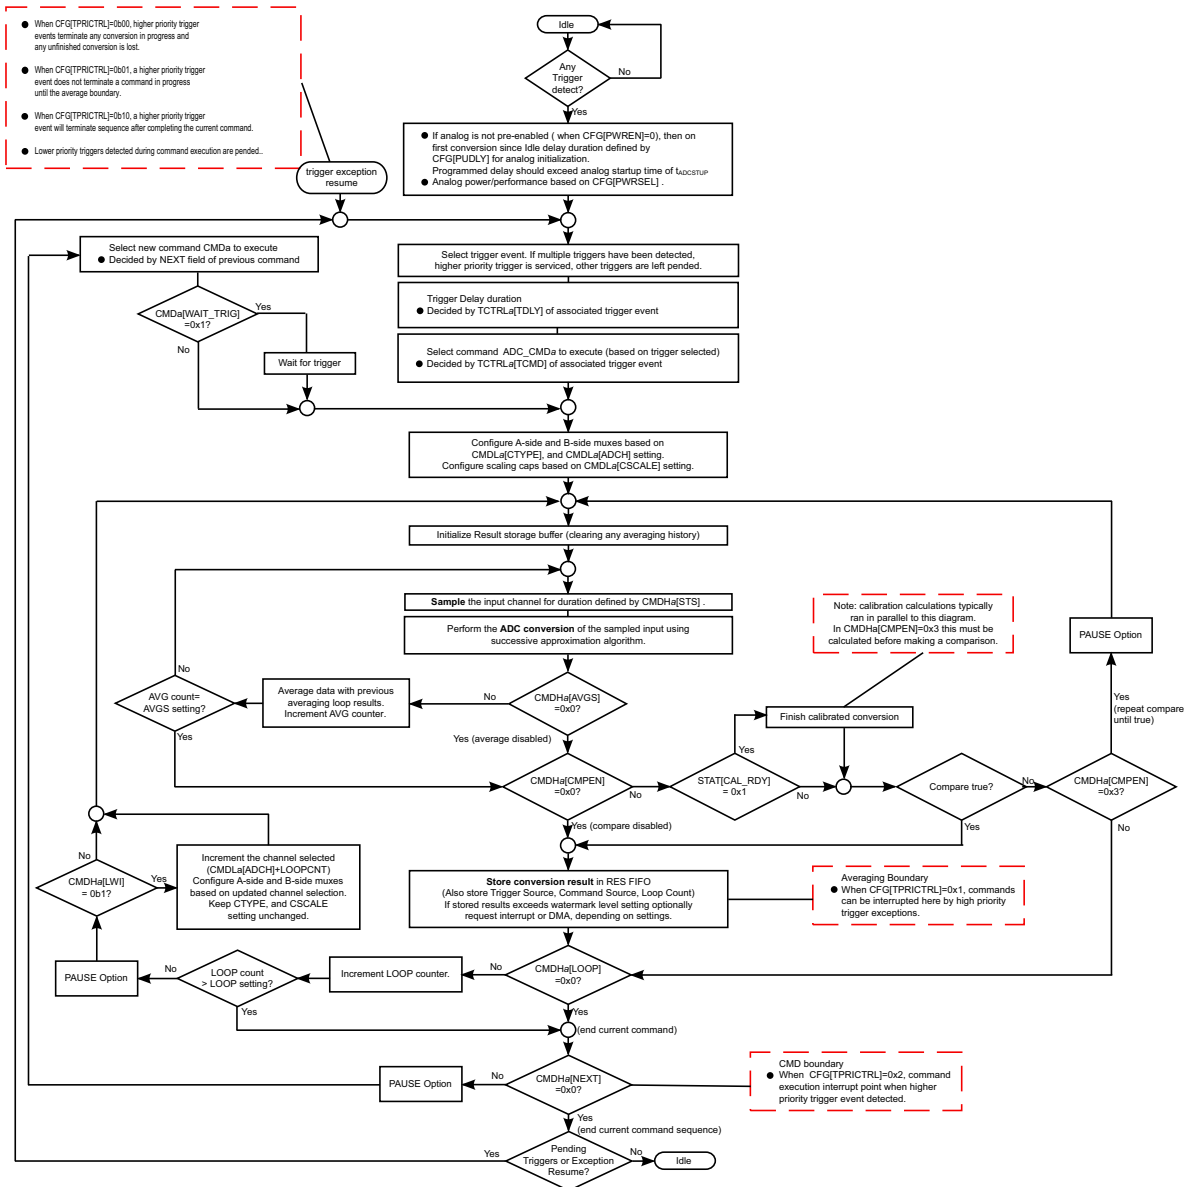 ● When CFG[TPRICTRL]=0b00, higher priority trigger
events terminate any conversion in progress and
any unfinished conversion is lost.
● When CFG[TPRICTRL]=0b01, a higher priority trigger
event does not terminate a command in progress
until the average boundary.
● When CFG[TPRICTRL]=0b10, a higher priority trigger
event will terminate sequence after completing the current command.
● Lower priority triggers detected during command execution are pended..
Idle
Any
Trigger
detect?
No
Yes
● If analog is not pre-enabled ( when CFG[PWREN]=0), then on
first conversion since Idle delay duration defined by
CFG[PUDLY] for analog initialization.
Programmed delay should exceed analog startup time of tADCSTUP
● Analog power/performance based on CFG[PWRSEL] .
trigger exception
resume
Select new command CMDa to execute
● Decided by NEXT field of previous command
Select trigger event. If multiple triggers have been detected,
higher priority trigger is serviced, other triggers are left pended.
CMDa[WAIT_TRIG]
=0x1?
Yes
No
Wait for trigger
Trigger Delay duration
● Decided by TCTRLa[TDLY] of associated trigger event
Select command ADC_CMDa to execute (based on trigger selected)
● Decided by TCTRLa[TCMD] of associated trigger event
Configure A-side and B-side muxes based on
CMDLa[CTYPE], and CMDLa[ADCH] setting.
Configure scaling caps based on CMDLa[CSCALE] setting.
Initialize Result storage buffer (clearing any averaging history)
Sample the input channel for duration defined by CMDHa[STS] .
Perform the ADC conversion of the sampled input using
successive approximation algorithm.
Note: calibration calculations typically
ran in parallel to this diagram.
In CMDHa[CMPEN]=0x3 this must be
calculated before making a comparison.
PAUSE Option
No
AVG count=
AVGS setting?
Yes
Average data with previous
averaging loop results.
Increment AVG counter.
No
CMDHa[AVGS]
=0x0?
Yes (average disabled)
Finish calibrated conversion
Yes
(repeat compare
until true)
CMDHa[CMPEN]
=0x0?
No
Yes
STAT[CAL_RDY]
= 0x1
No
Compare true?
No
CMDHa[CMPEN]
=0x3?
Yes (compare disabled)
Yes
No
No
CMDHa[LWI]
= 0b1?
Yes
Increment the channel selected
(CMDLa[ADCH]+LOOPCNT)
Configure A-side and B-side muxes
based on updated channel selection.
Keep CTYPE, and CSCALE
setting unchanged.
Store conversion result in RES FIFO
(Also store Trigger Source, Command Source, Loop Count)
If stored results exceeds watermark level setting optionally
request interrupt or DMA, depending on settings.
Averaging Boundary
● When CFG[TPRICTRL]=0x1, commands
can be interrupted here by high priority
trigger exceptions.
PAUSE Option
No
LOOP count
> LOOP setting?
Yes
Increment LOOP counter.
No
CMDHa[LOOP]
=0x0?
Yes
(end current command)
PAUSE Option
No
CMDHa[NEXT]
=0x0?
CMD boundary
● When CFG[TPRICTRL]=0x2, command
execution interrupt point when higher
priority trigger event detected.
Yes
(end current command sequence)
Yes
Pending
Triggers or Exception
Resume?
No
Idle